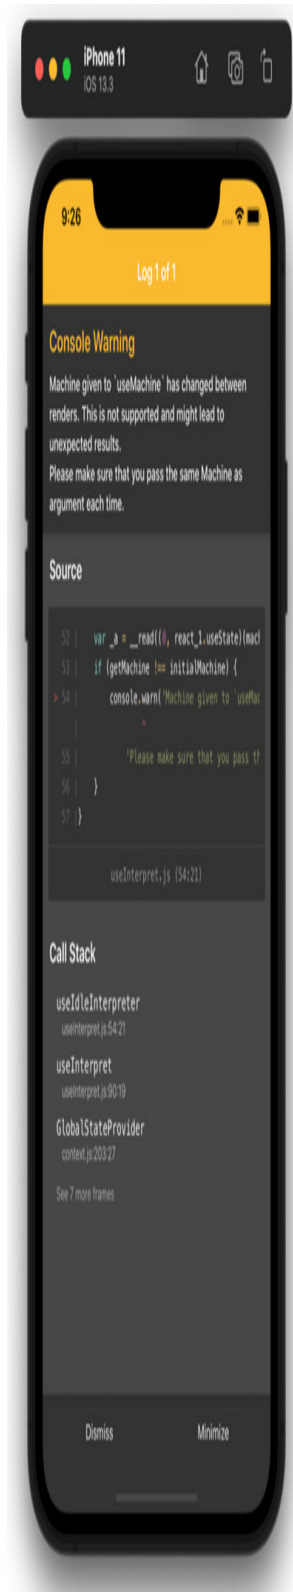 iPhone 11
iOS 13.3
9:26
Log 1 of 1
Console Warning
Machine given to `useMachine` has changed between
renders. This is not supported and might lead to
unexpected results.
Please make sure that you pass the same Machine as
argument each time.
Source
52 | var _a = __read((0, react_1.useState)(mach
53 | if (getMachine !== initialMachine) {
> 54 | console.warn("Machine given to `useMac
| ^
55 | "Please make sure that you pass th
56 | }
57 |}
useInterpret.js (54:21)
Call Stack
useIdleInterpreter
useInterpret.js:54:21
useInterpret
useInterpret.js:90:19
GlobalStateProvider
context.js:203:27
See 7 more frames
Dismiss Minimize